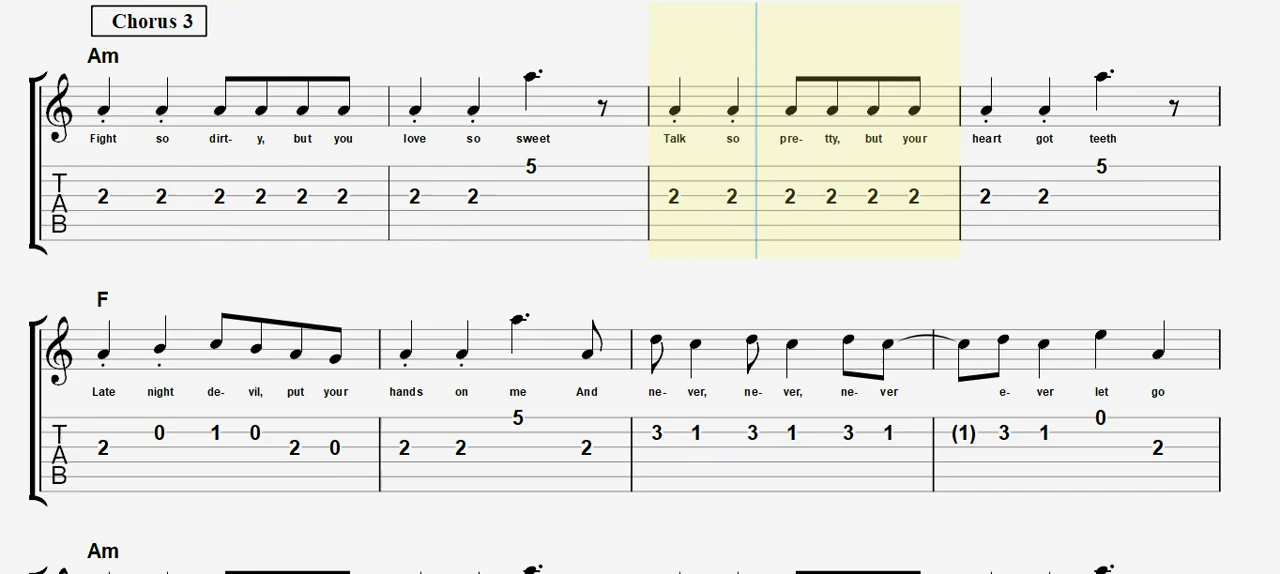 Chorus 3
Am
Fight so dirt- y, but you love so sweet Talk so pre- tty, but your heart got teeth
5 5
T
2 2 2 2 2 2 2 2 2 2 2 2 2 2 2 2
A
B
F
Late night de- vil, put your hands on me And ne- ver, ne- ver, ne- ver e- ver let go
5 0
T 0 1 0 3 1 3 1 3 1 (1) 3 1
A 2 2 0 2 2 2 2
B
Am